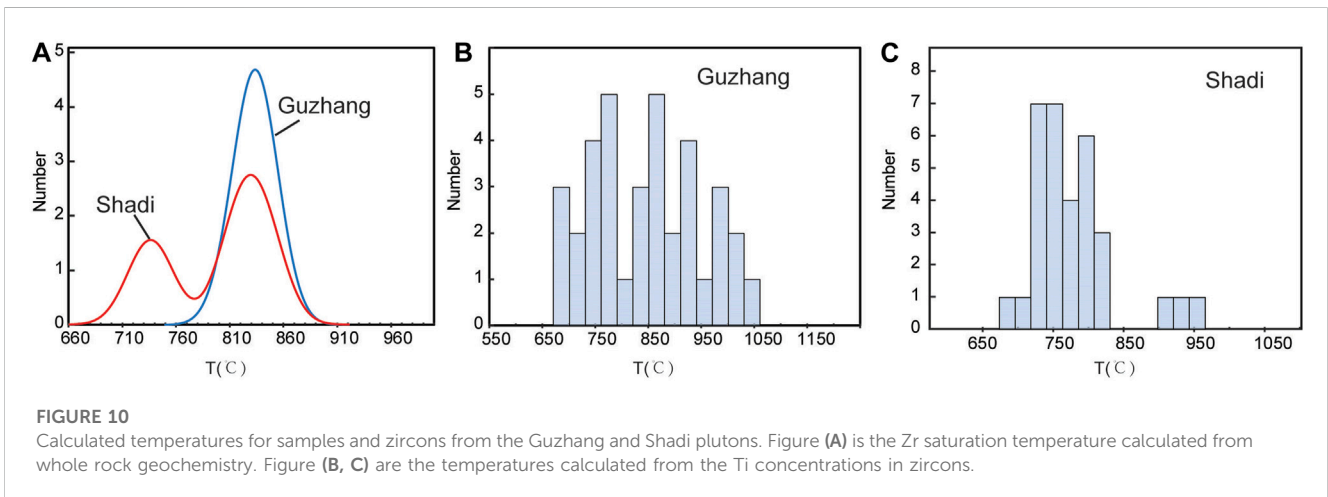 A
5
4
3
2
1
0
Number
Guzhang
Shadi
660 710 760 810 860 910 960
T(℃)
B
Guzhang
5
4
3
2
1
0
Number
550 650 750 850 950 1050 1150
T(℃)
C
Shadi
8
7
6
5
4
3
2
1
0
Number
650 750 850 950 1050
T(℃)
FIGURE 10
Calculated temperatures for samples and zircons from the Guzhang and Shadi plutons. Figure (A) is the Zr saturation temperature calculated from
whole rock geochemistry. Figure (B, C) are the temperatures calculated from the Ti concentrations in zircons.